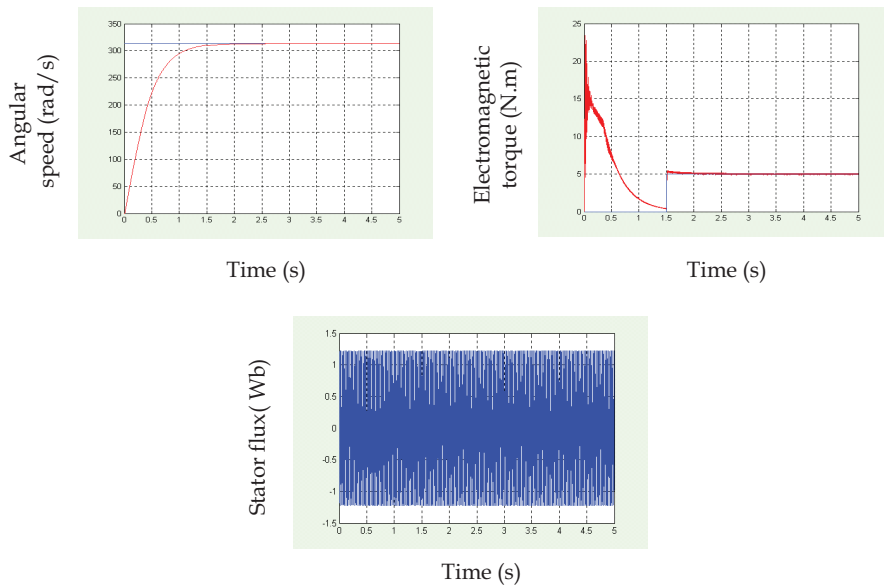 Angular
speed (rad/s)
350
300
250
200
150
100
50
0
0 0.5 1 1.5 2 2.5 3 3.5 4 4.5 5
Time (s)
Electromagnetic
torque (N.m)
25
20
15
10
5
0
0 0.5 1 1.5 2 2.5 3 3.5 4 4.5 5
Time (s)
Stator flux( Wb)
1.5
1
0.5
0
-0.5
-1
-1.5
0 0.5 1 1.5 2 2.5 3 3.5 4 4.5 5
Time (s)